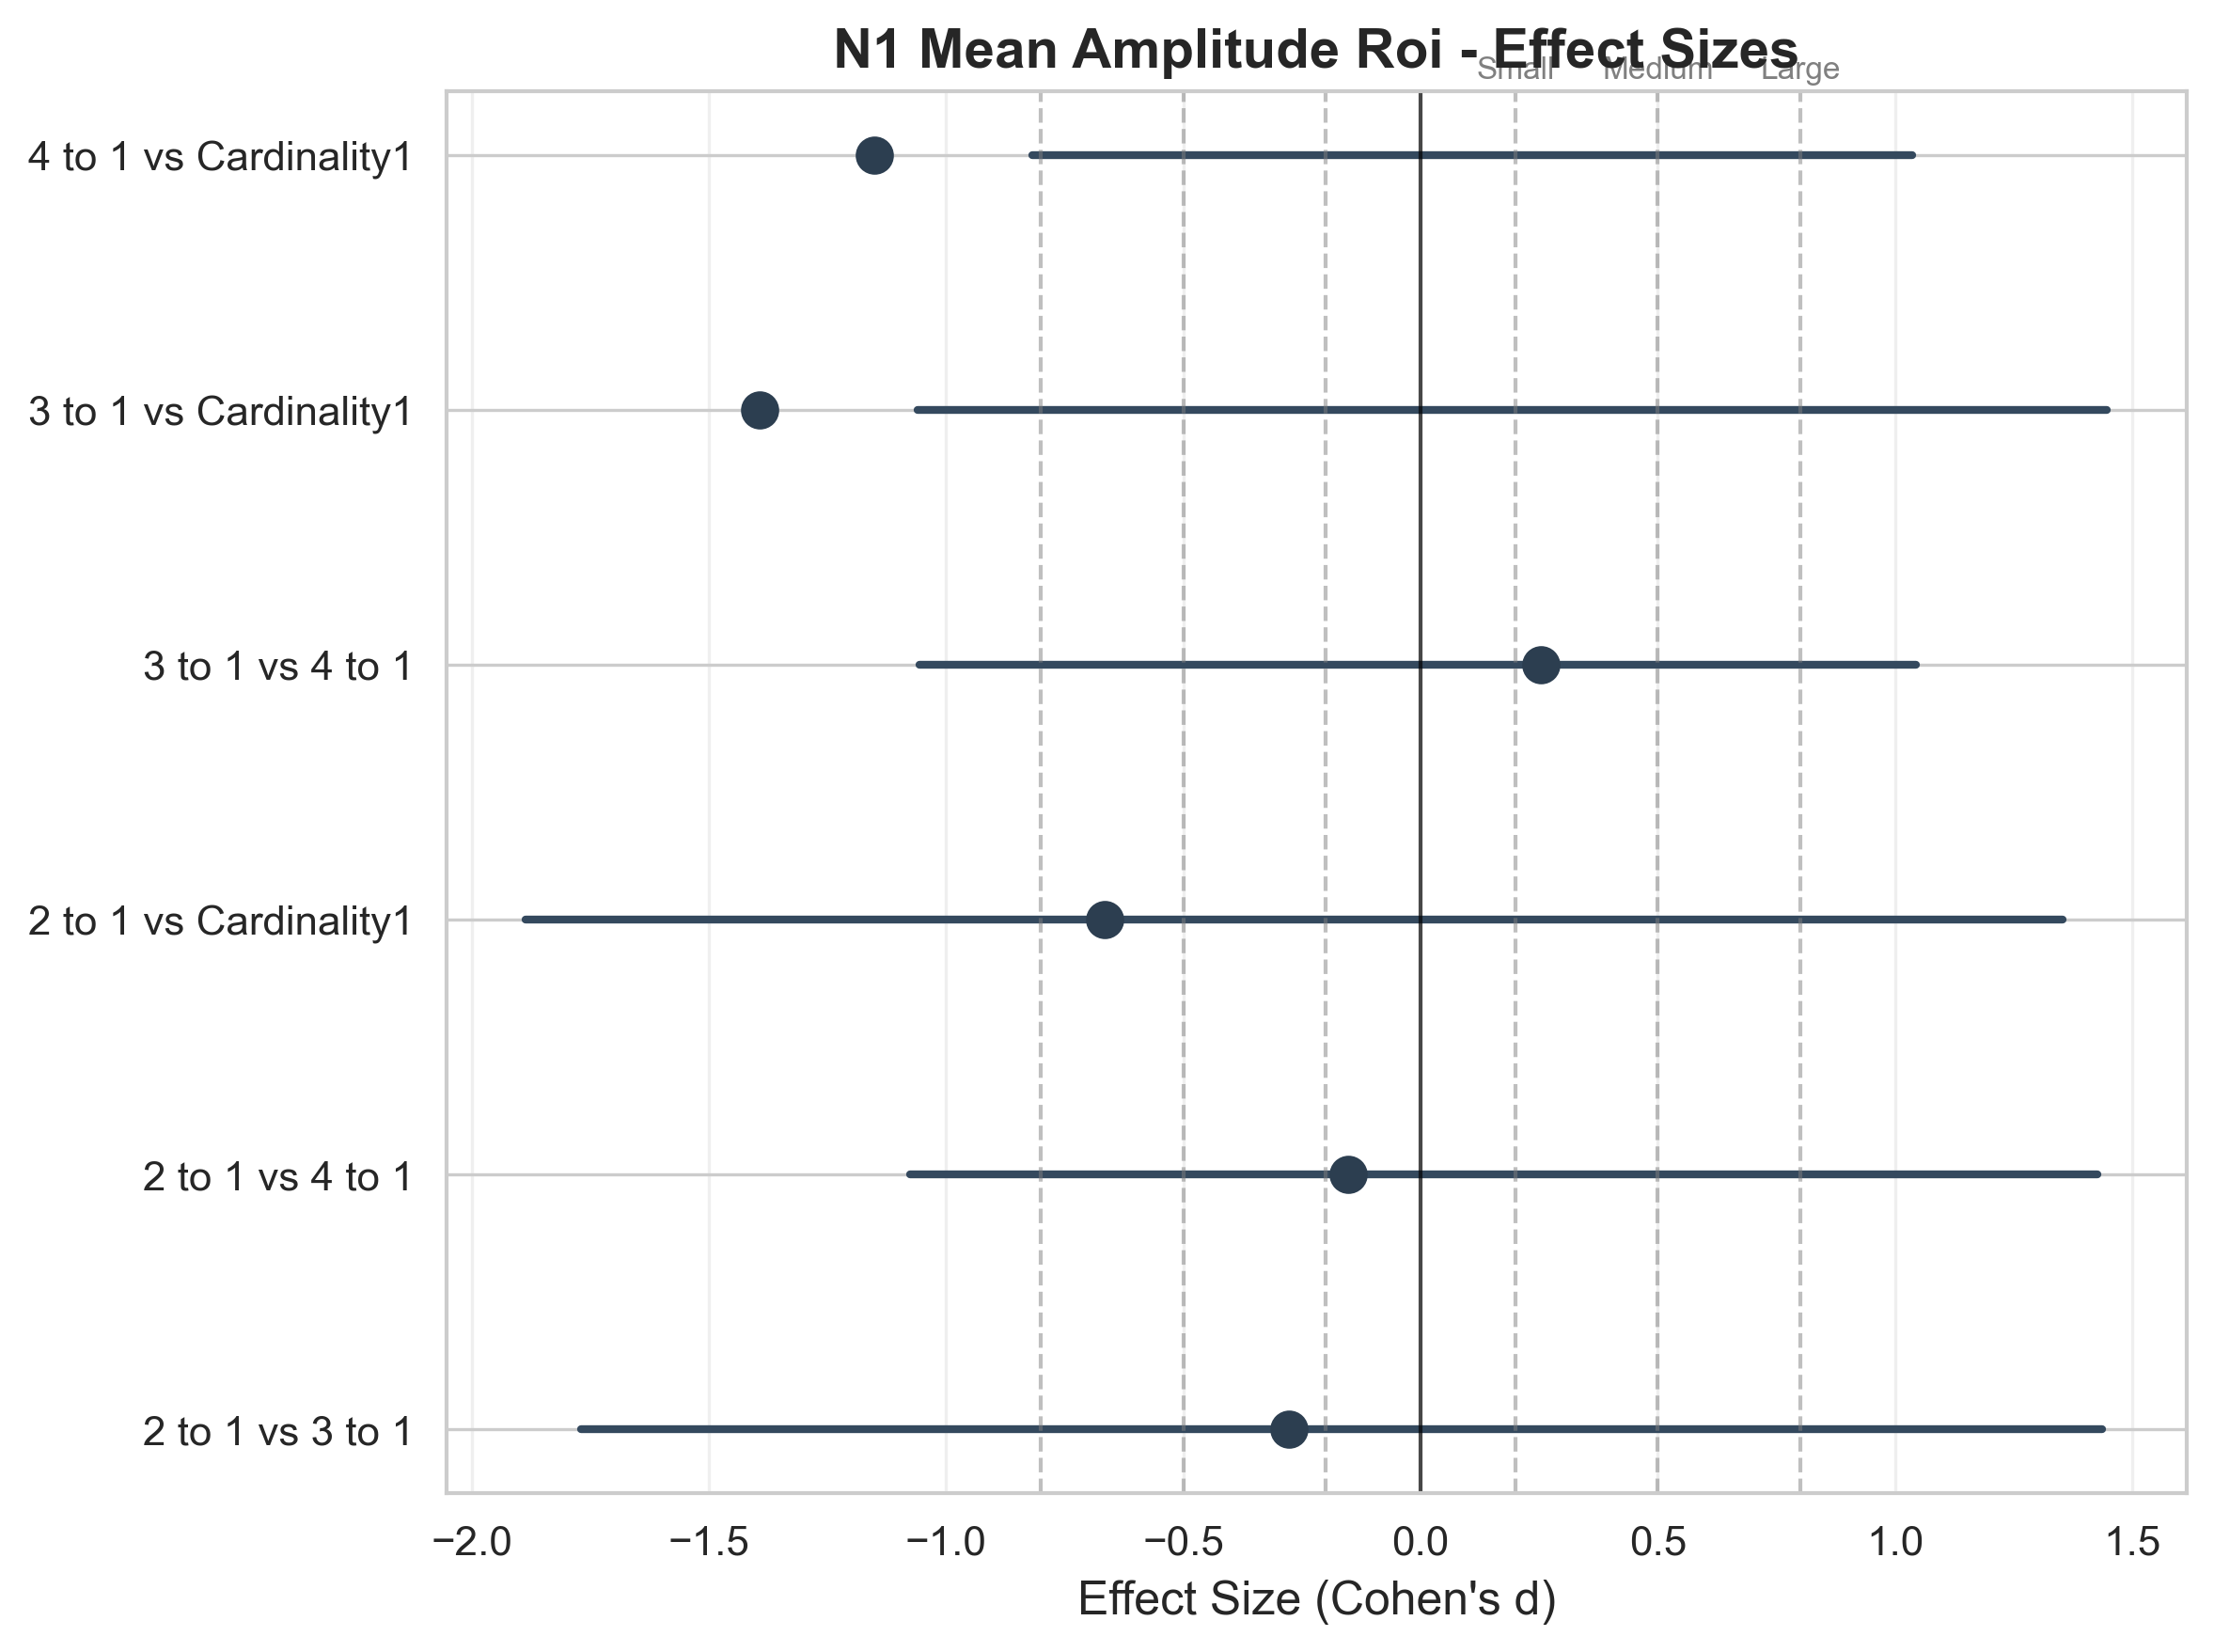 N1 Mean Amplitude Roi - Effect Sizes
Small Medium Large
4 to 1 vs Cardinality1
3 to 1 vs Cardinality1
3 to 1 vs 4 to 1
2 to 1 vs Cardinality1
2 to 1 vs 4 to 1
2 to 1 vs 3 to 1
−2.0 −1.5 −1.0 −0.5 0.0 0.5 1.0 1.5
Effect Size (Cohen's d)